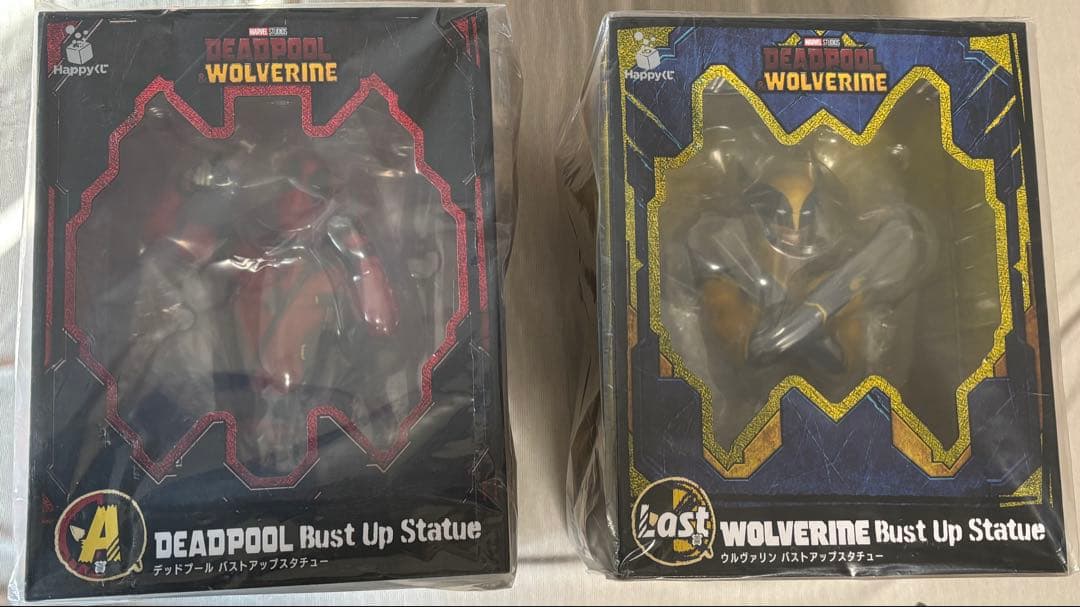 Happyくじ
MARVEL STUDIOS
DEADPOOL
& WOLVERINE
A
賞
DEADPOOL Bust Up Statue
デッドプール バストアップスタチュー
Happyくじ
MARVEL STUDIOS
DEADPOOL
& WOLVERINE
Last
賞
WOLVERINE Bust Up Statue
ウルヴァリン バストアップスタチュー